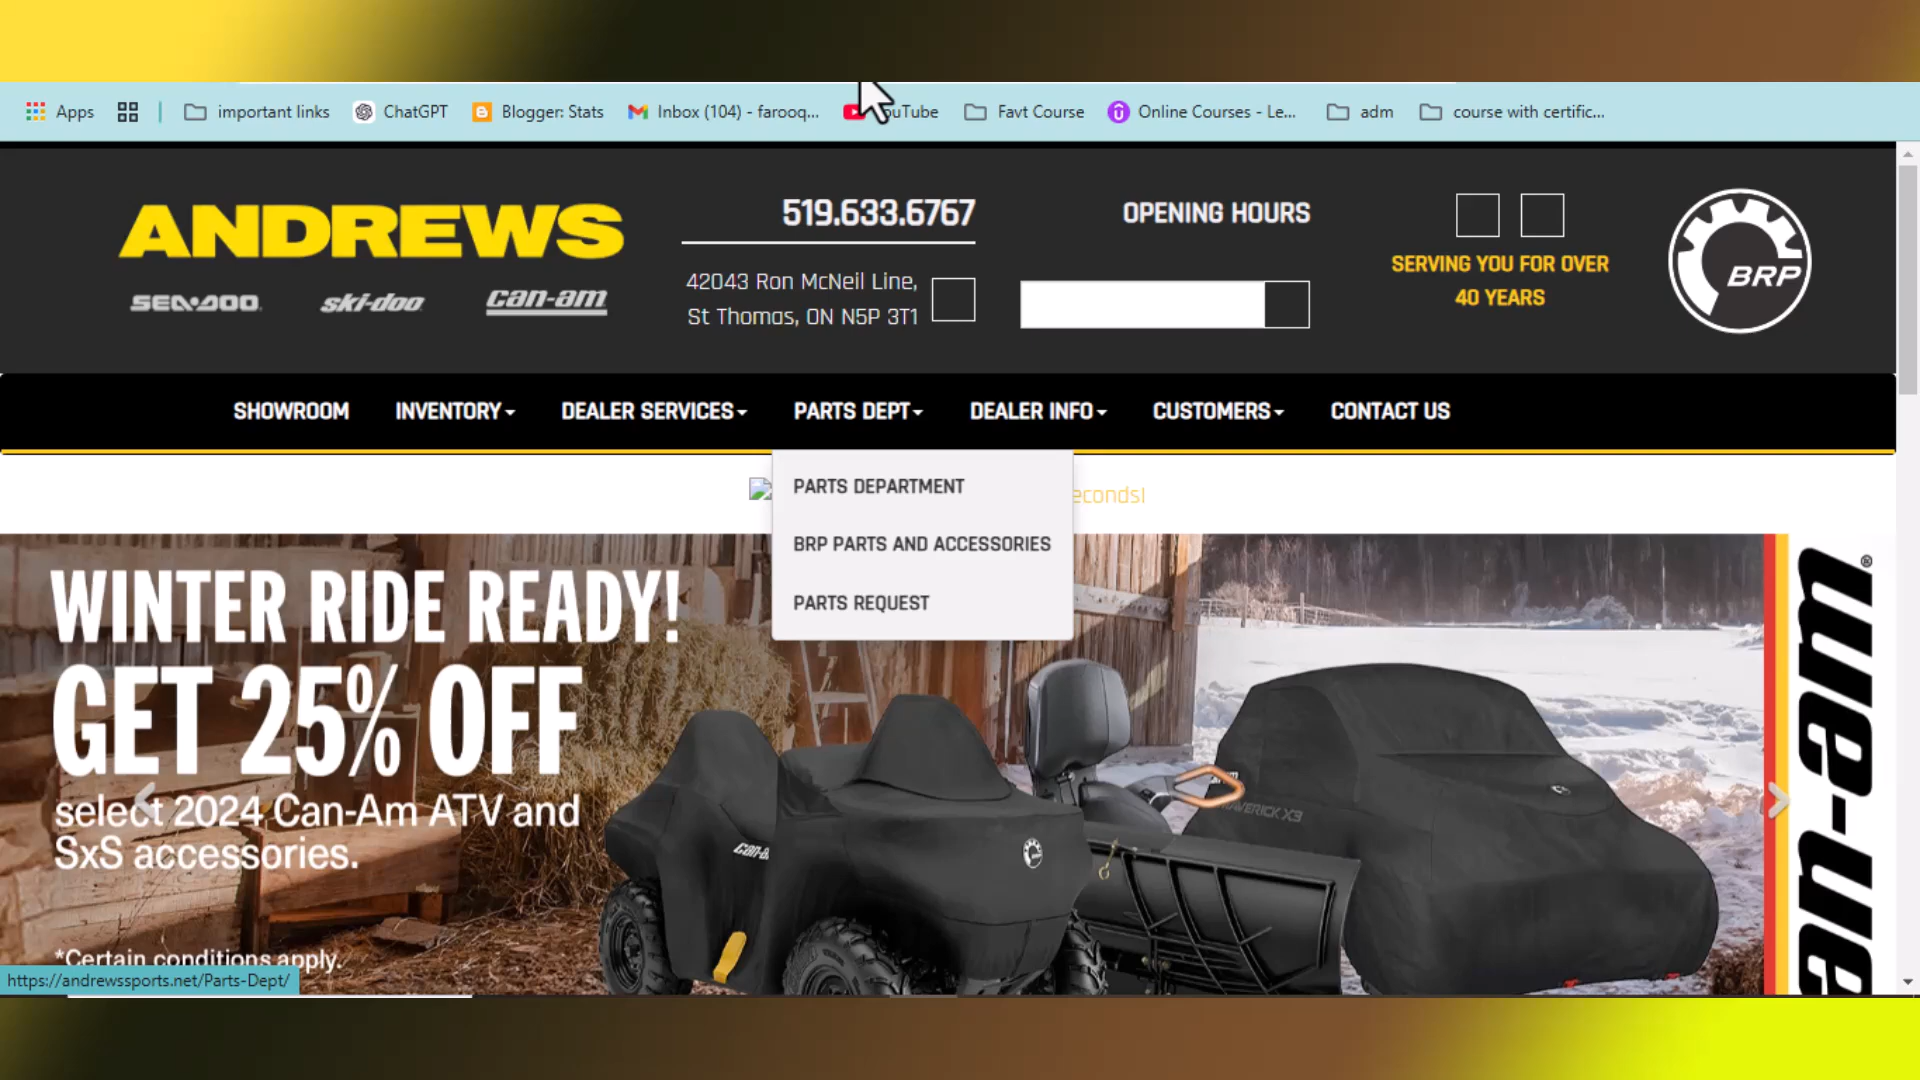 Apps
important links
ChatGPT
Blogger: Stats
Inbox (104) - farooq...
uTube
Favt Course
Online Courses - Le...
adm
course with certific...
ANDREWS
SEA-DOO
ski-doo
can-am
519.633.6767
42043 Ron McNeil Line,
St Thomas, ON N5P 3T1
OPENING HOURS
SERVING YOU FOR OVER
40 YEARS
BRP
SHOWROOM
INVENTORY
DEALER SERVICES
PARTS DEPT
DEALER INFO
CUSTOMERS
CONTACT US
PARTS DEPARTMENT
BRP PARTS AND ACCESSORIES
PARTS REQUEST
econds!
WINTER RIDE READY!
GET 25% OFF
select 2024 Can-Am ATV and
SxS accessories.
*Certain conditions apply.
can-a
MAVERICK X3
an-am®
https://andrewssports.net/Parts-Dept/